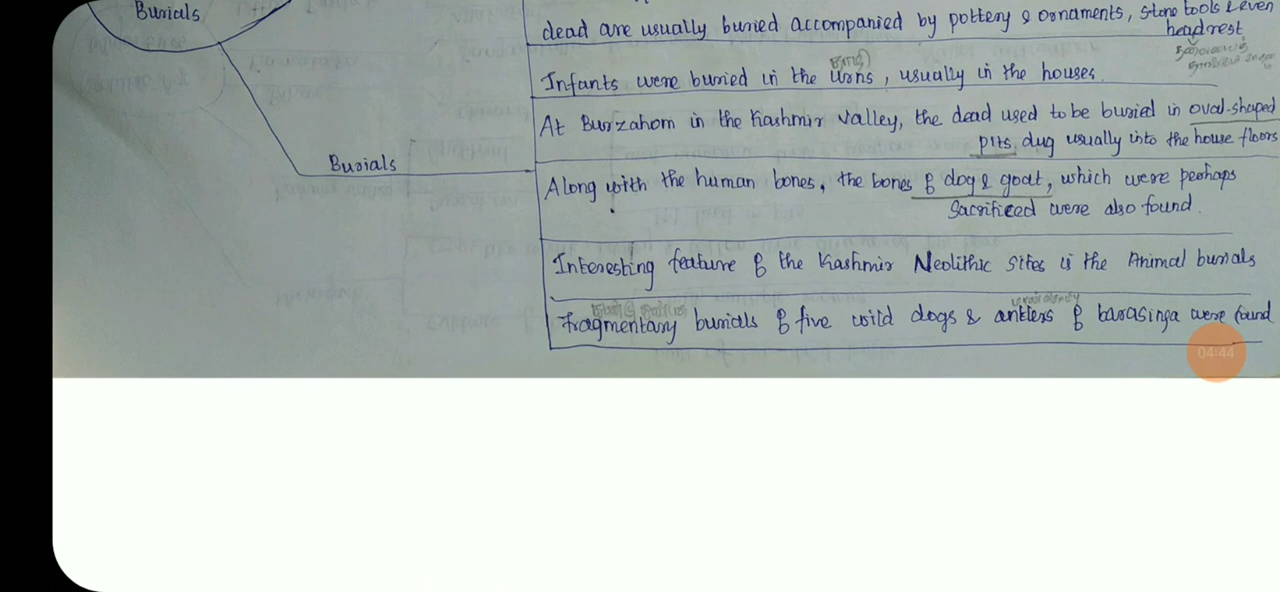 Burials
dead are usually buried accompanied by pottery & ornaments, stone tools & even
headrest
Infants were buried in the urns, usually in the houses.
At Burzahom in the Kashmir Valley, the dead used to be buried in oval-shaped
pits, dug usually into the house floors
Burials
Along with the human bones, the bones of dog & goat, which were perhaps
Sacrificed were also found.
Interesting feature of the Kashmir Neolithic Sites is the Animal burials
Fragmentary burials of five wild dogs & antlers of barasinga were found
04:44